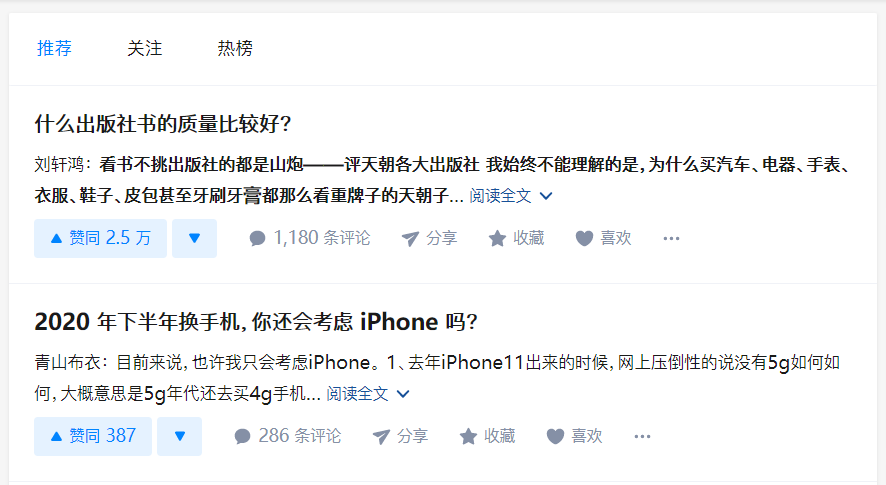 推荐 关注 热榜
什么出版社书的质量比较好?
刘轩鸿：看书不挑出版社的都是山炮——评天朝各大出版社 我始终不能理解的是，为什么买汽车、电器、手表、
衣服、鞋子、皮包甚至牙刷牙膏都那么看重牌子的天朝子... 阅读全文
赞同 2.5 万 1,180 条评论 分享 收藏 喜欢 ...
2020 年下半年换手机，你还会考虑 iPhone 吗?
青山布衣：目前来说，也许我只会考虑iPhone。 1、去年iPhone11出来的时候，网上压倒性的说没有5g如何如
何，大概意思是5g年代还去买4g手机... 阅读全文
赞同 387 286 条评论 分享 收藏 喜欢 ...